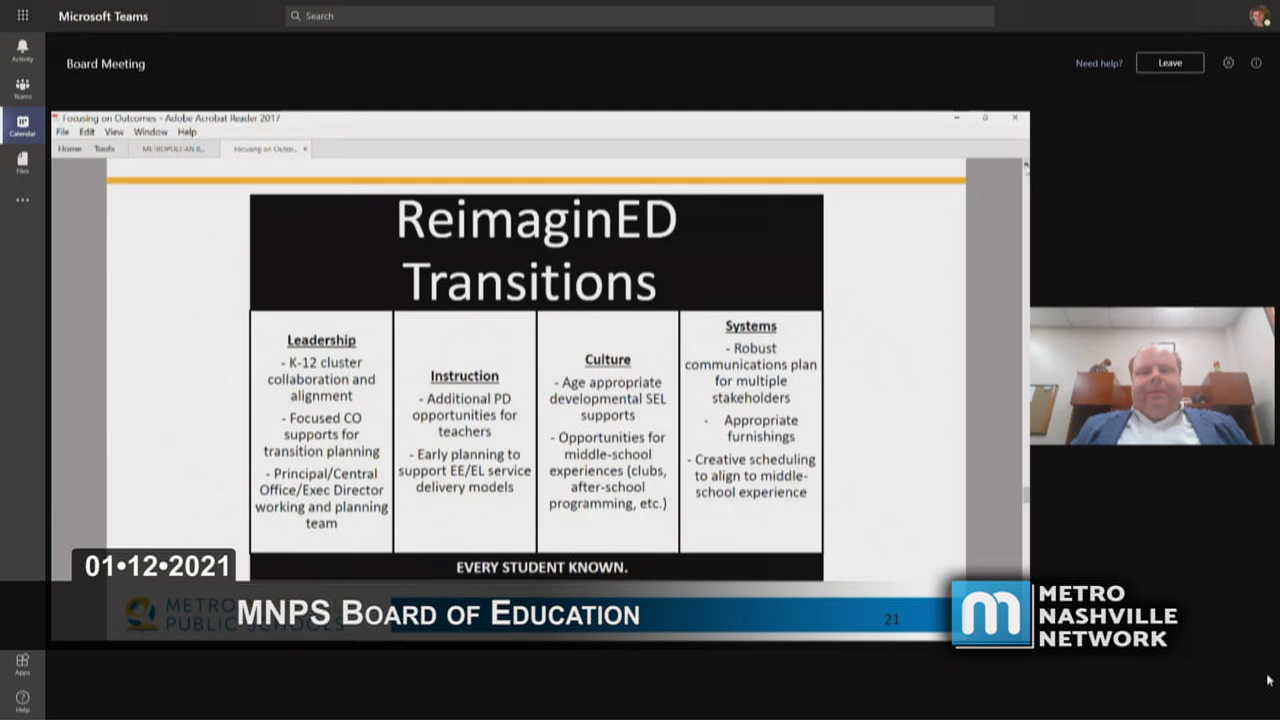 Microsoft Teams
Search
Activity
Board Meeting
Need help?
Leave
Teams
Calendar
Files
Focusing on Outcomes - Adobe Acrobat Reader 2017
File Edit View Window Help
Home Tools METROPOLITAN B... Focusing on Outco... ×
ReimaginED
Transitions
Leadership
- K-12 cluster
collaboration and
alignment
- Focused CO
supports for
transition planning
- Principal/Central
Office/Exec Director
working and planning
team
Instruction
- Additional PD
opportunities for
teachers
- Early planning to
support EE/EL service
delivery models
Culture
- Age appropriate
developmental SEL
supports
- Opportunities for
middle-school
experiences (clubs,
after-school
programming, etc.)
Systems
- Robust
communications plan
for multiple
stakeholders
- Appropriate
furnishings
- Creative scheduling
to align to middle-
school experience
EVERY STUDENT KNOWN.
01•12•2021
METRO
PUBLIC SCHOOLS
MNPS BOARD OF EDUCATION
21
m
METRO
NASHVILLE
NETWORK
Apps
Help